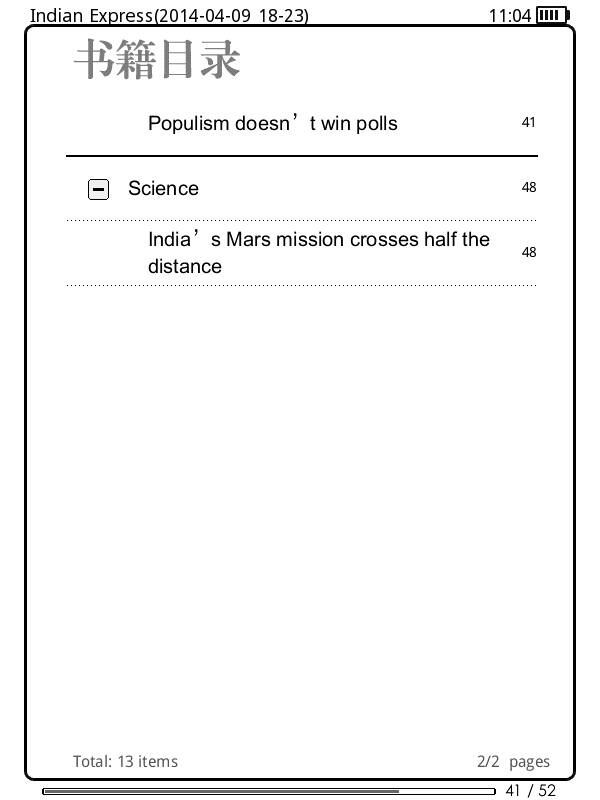 Indian Express(2014-04-09 18-23) 11:04
书籍目录
Populism doesn’t win polls 41
Science 48
India’s Mars mission crosses half the
distance 48
Total: 13 items 2/2 pages
41 / 52